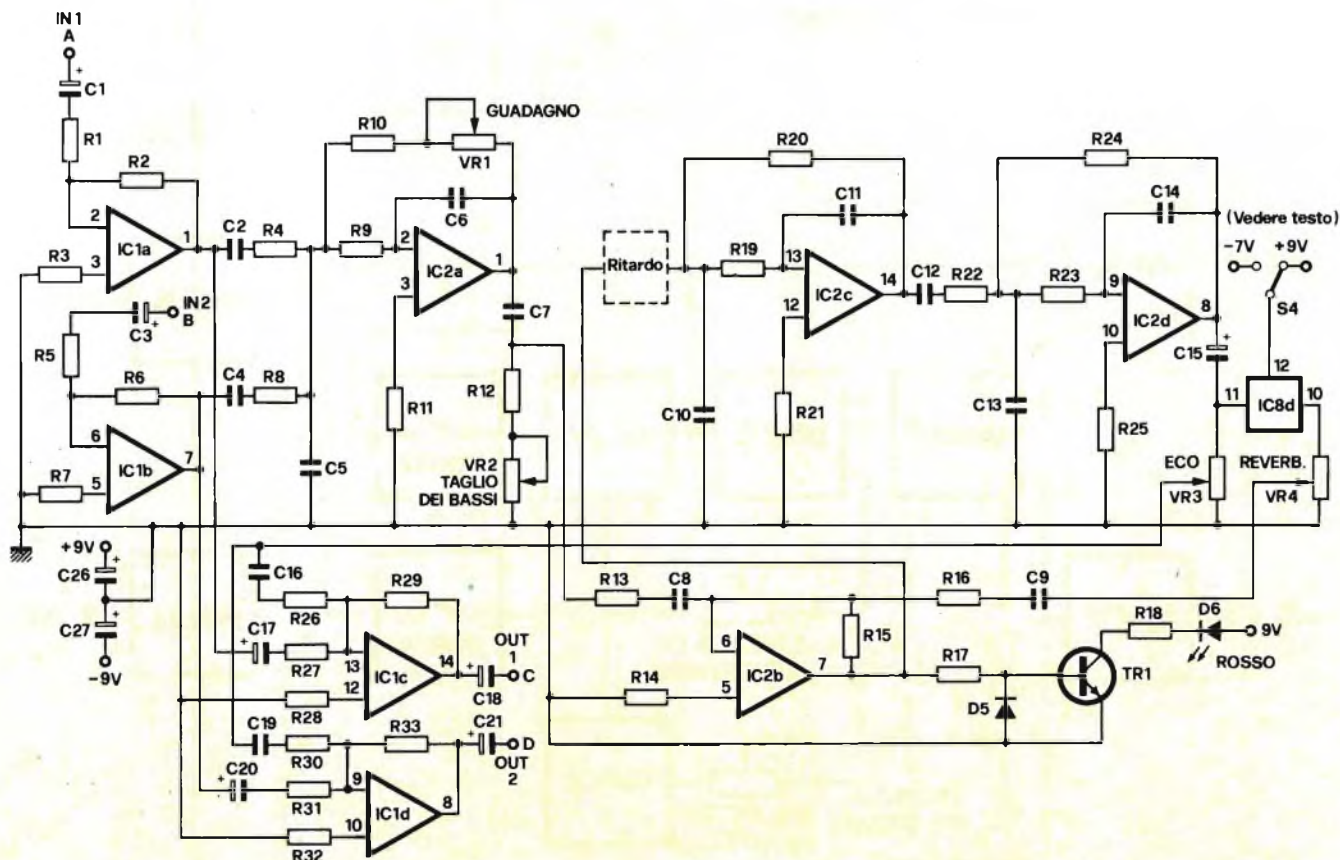 IN 1
A
+
C1
R1
R2
2
IC1a
1
3
R3
C2
R4
IN2
B
C3
+
R5
R6
C4
R8
6
IC1b
7
5
R7
C5
+9V
+
C26
+
C27
-9V
R10
GUADAGNO
VR1
C6
R9
2
IC2a
1
3
C7
R11
R12
VR2
TAGLIO
DEI BASSI
Ritardo
R20
C11
R19
13
IC2c
14
12
C10
R21
C12
R22
R24
C14
R23
9
IC2d
8
10
C13
R25
+
C15
(Vedere testo)
-7V
+9V
S4
12
11
IC8d
10
ECO
VR3
REVERB.
VR4
C16
R26
R29
+
C17
R27
13
IC1c
14
12
R28
+
C18
OUT
1
C
C19
R30
R33
+
C21
D
OUT
2
+
C20
R31
9
IC1d
8
10
R32
R13
C8
R16
C9
R15
6
IC2b
7
5
R14
R17
D5
TR1
R18
D6
9V
ROSSO